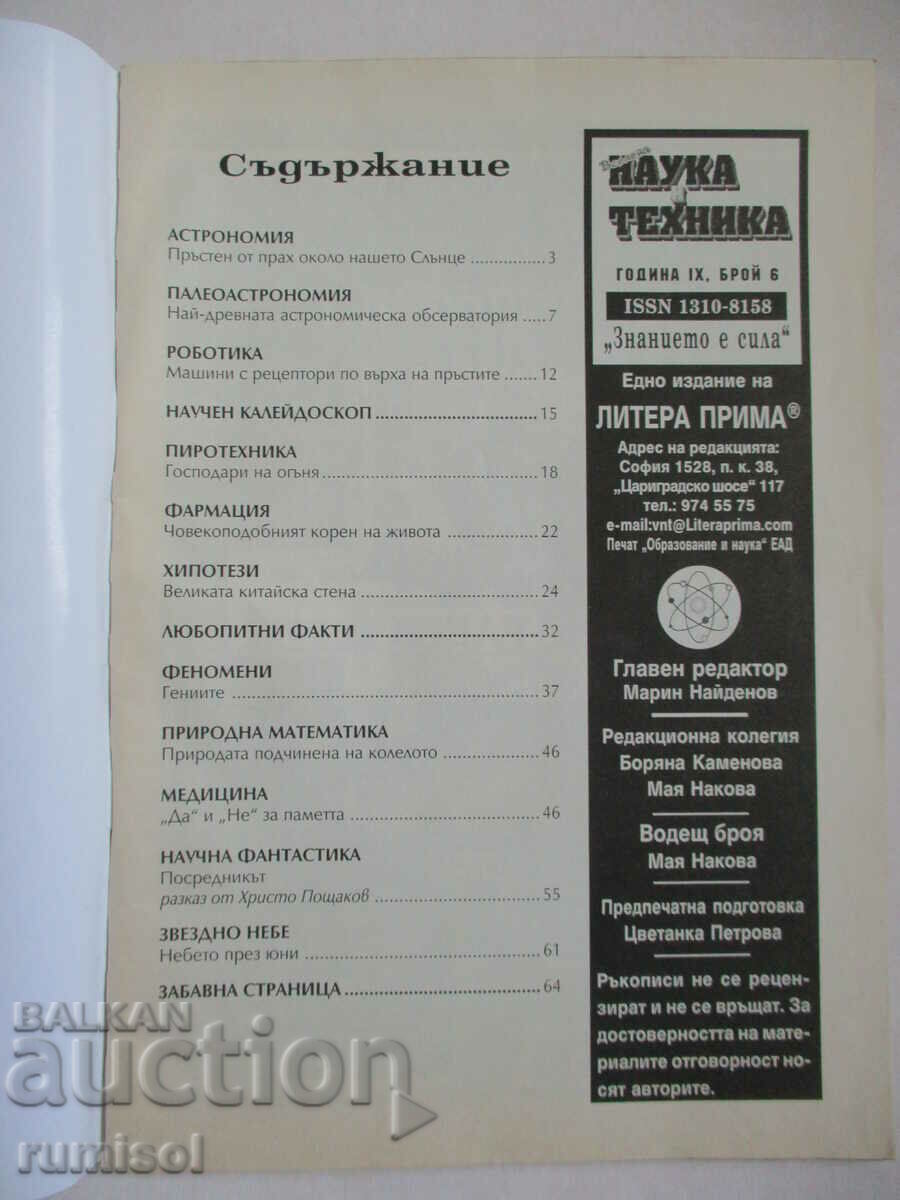 Съдържание
АСТРОНОМИЯ
Пръстен от прах около нашето Слънце ................3
ПАЛЕОАСТРОНОМИЯ
Най-древната астрономическа обсерватория .....7
РОБОТИКА
Машини с рецептори по върха на пръстите .......12
НАУЧЕН КАЛЕЙДОСКОП ...........................15
ПИРОТЕХНИКА
Господари на огъня ...........................18
ФАРМАЦИЯ
Човекоподобният корен на живота .................22
ХИПОТЕЗИ
Великата китайска стена ...........................24
ЛЮБОПИТНИ ФАКТИ ...........................32
ФЕНОМЕНИ
Гениите ...........................37
ПРИРОДНА МАТЕМАТИКА
Природата подчинена на колелото .................46
МЕДИЦИНА
„Да“ и „Не“ за паметта ...........................46
НАУЧНА ФАНТАСТИКА
Посредникът
разказ от Христо Пощаков ...........................55
ЗВЕЗДНО НЕБЕ
Небето през юни ...........................61
ЗАБАВНА СТРАНИЦА ...........................64
НАУКА
и
ТЕХНИКА
ГОДИНА IX, БРОЙ 6
ISSN 1310-8158
„Знанието е сила“
Едно издание на
ЛИТЕРА ПРИМА®
Адрес на редакцията:
София 1528, п. к. 38,
„Цариградско шосе“ 117
тел.: 974 55 75
e-mail:vnt@Literaprima.com
Печат „Образование и наука“ ЕАД
Главен редактор
Марин Найденов
Редакционна колегия
Боряна Каменова
Мая Накова
Водещ броя
Мая Накова
Предпечатна подготовка
Цветанка Петрова
Ръкописи не се рецен-
зират и не се връщат. За
достоверността на мате-
риалите отговорност но-
сят авторите.
BALKAN
auction
rumisol